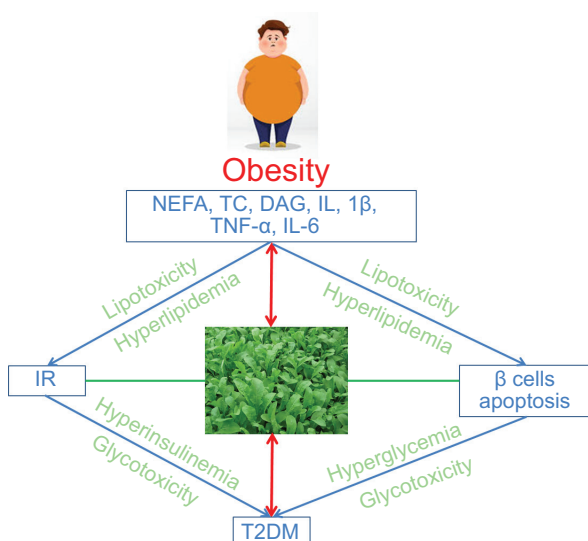 Obesity
NEFA, TC, DAG, IL, 1β,
TNF-α, IL-6
Lipotoxicity
Hyperlipidemia
Lipotoxicity
Hyperlipidemia
IR
β cells
apoptosis
Hyperinsulinemia
Glycotoxicity
Hyperglycemia
Glycotoxicity
T2DM